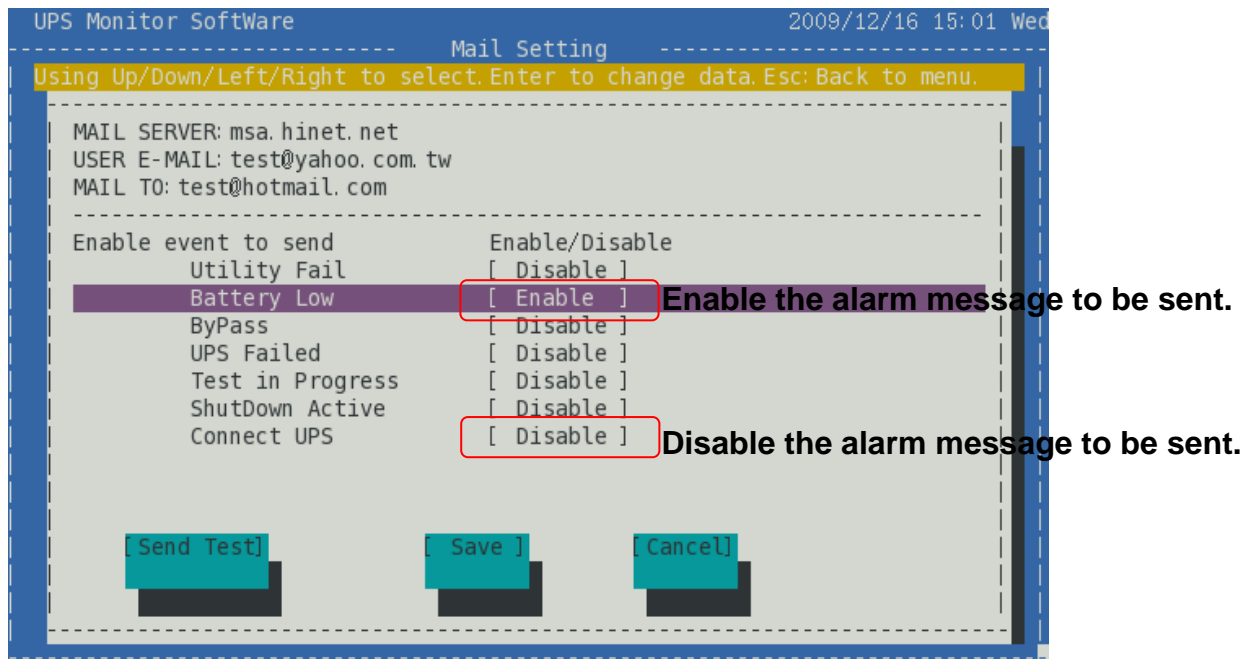 UPS Monitor SoftWare 2009/12/16 15:01 Wed
Mail Setting
Using Up/Down/Left/Right to select. Enter to change data. Esc: Back to menu.
MAIL SERVER: msa.hinet.net
USER E-MAIL: test@yahoo.com.tw
MAIL TO: test@hotmail.com
Enable event to send Enable/Disable
Utility Fail [ Disable ]
Battery Low [ Enable ] Enable the alarm message to be sent.
ByPass [ Disable ]
UPS Failed [ Disable ]
Test in Progress [ Disable ]
ShutDown Active [ Disable ]
Connect UPS [ Disable ] Disable the alarm message to be sent.
[ Send Test] [ Save ] [ Cancel]